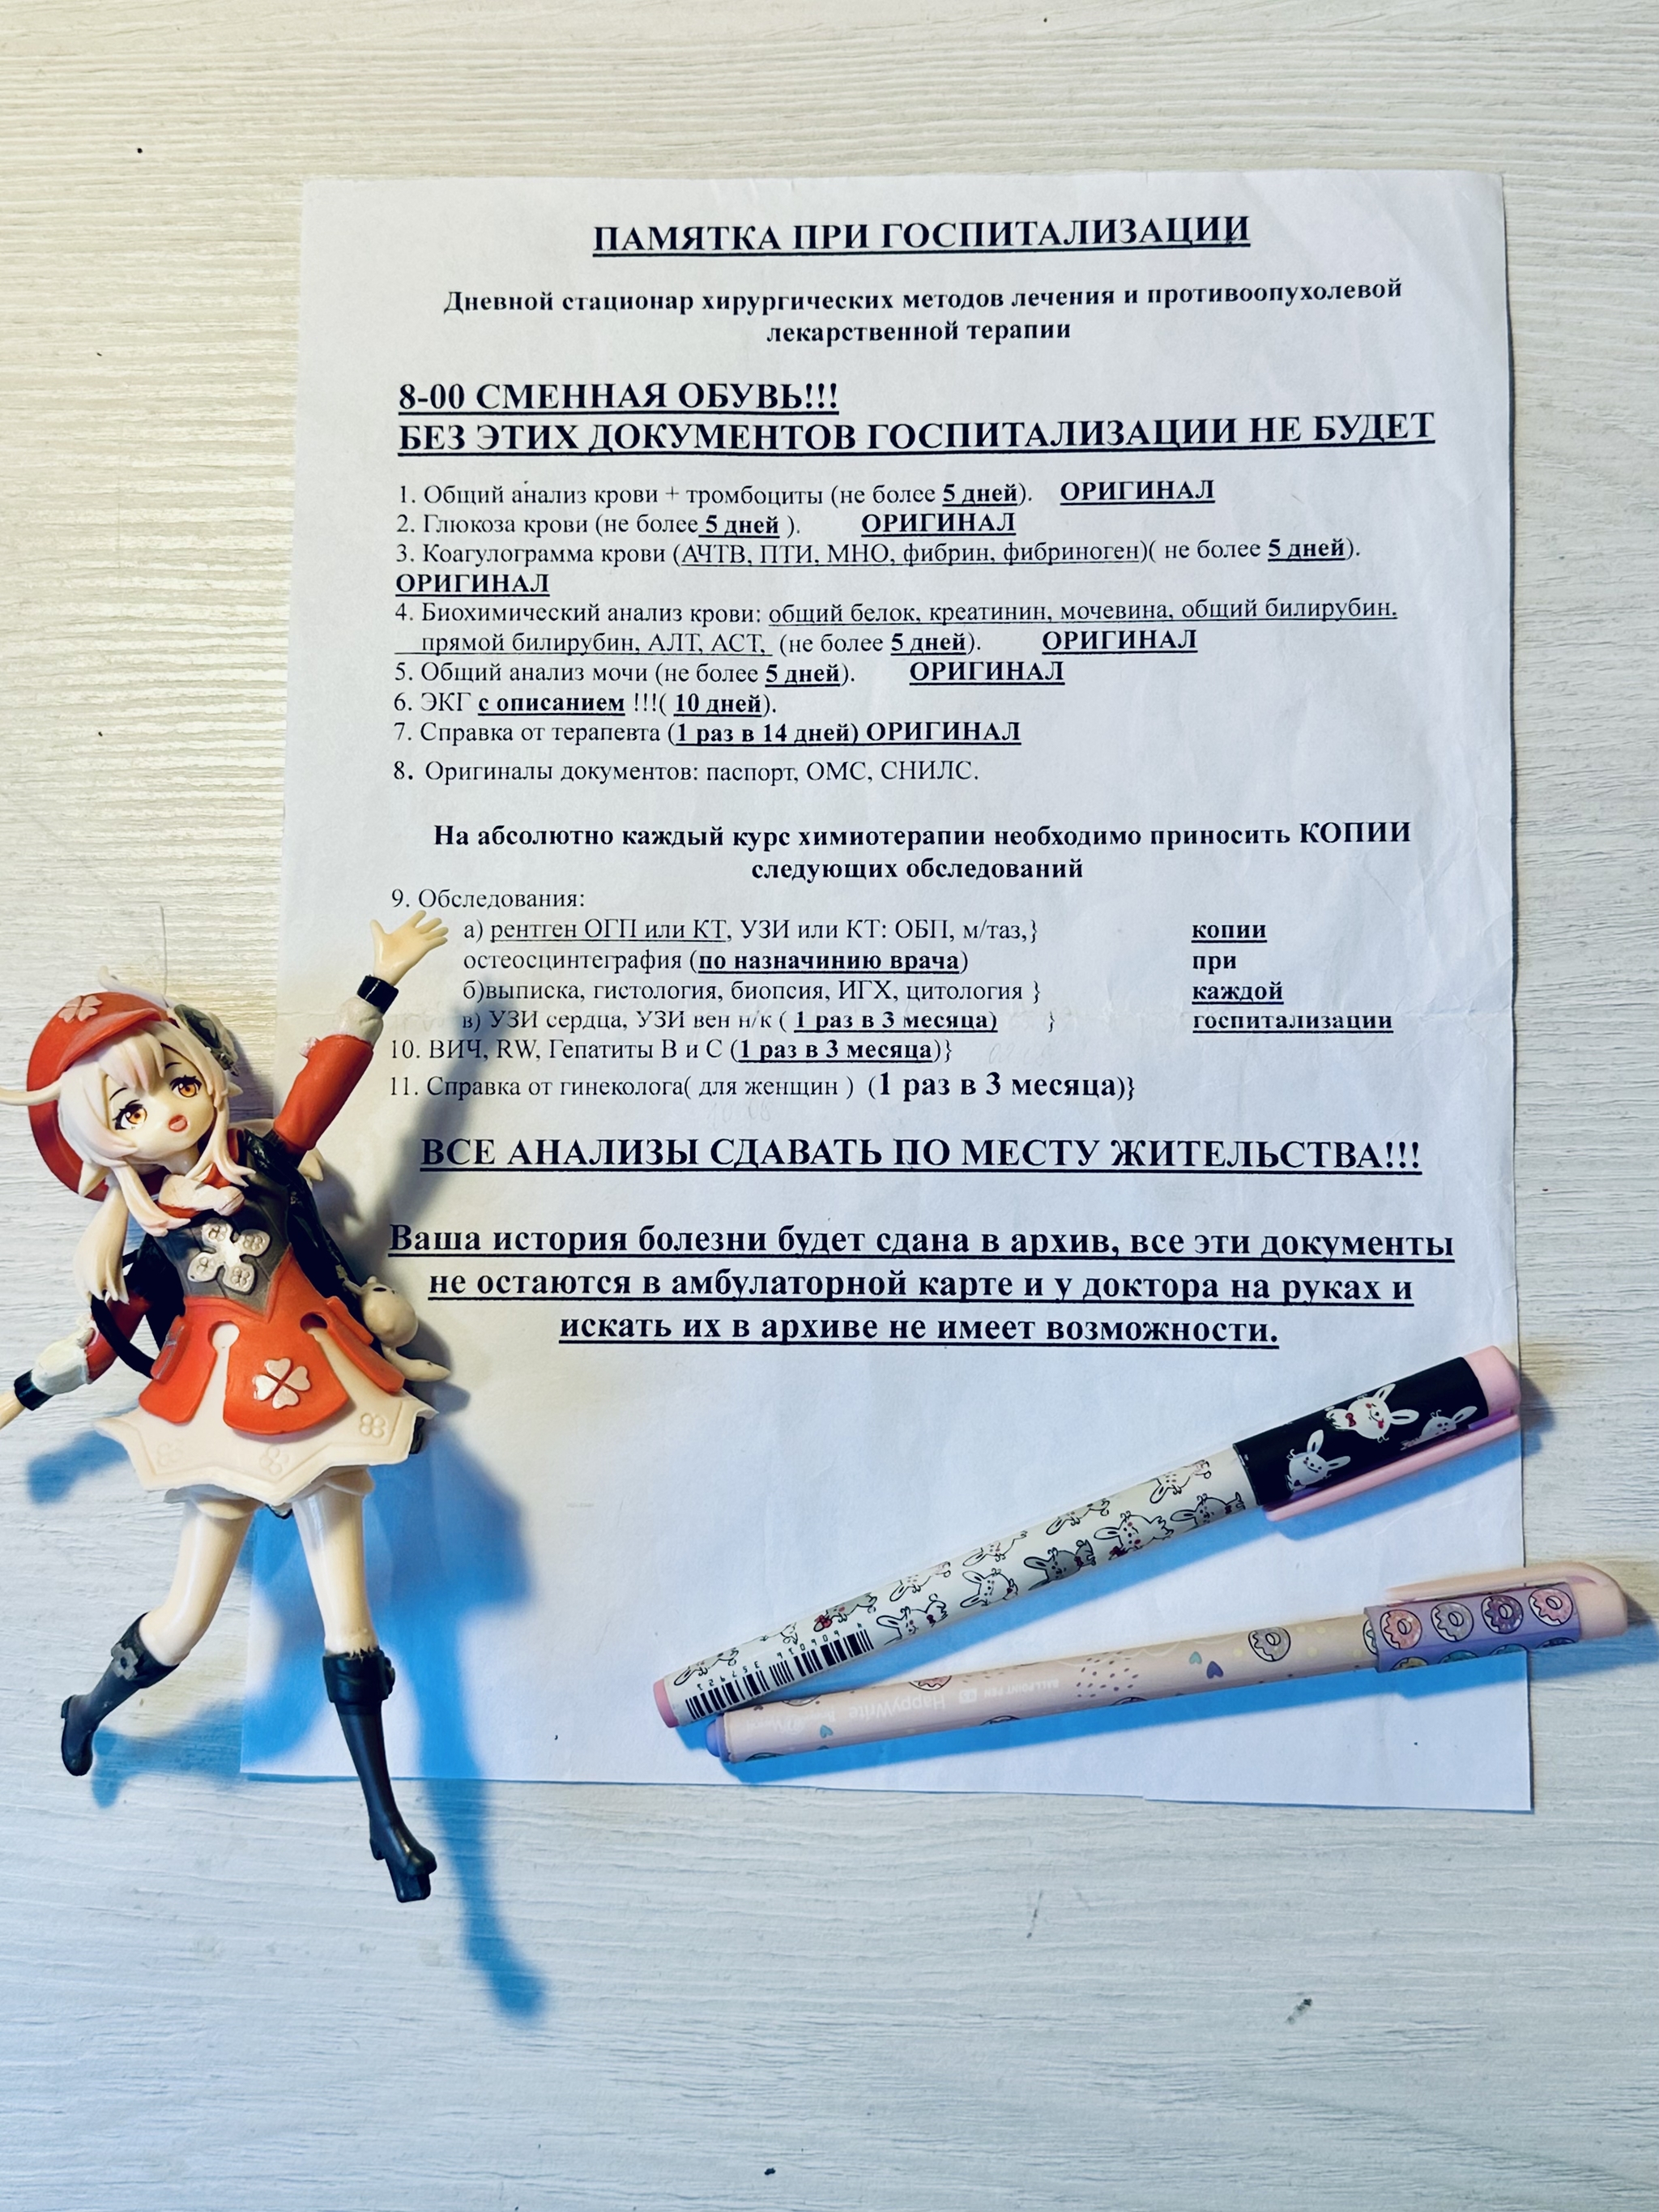 ПАМЯТКА ПРИ ГОСПИТАЛИЗАЦИИ
Дневной стационар хирургических методов лечения и противоопухолевой
лекарственной терапии
8-00 СМЕННАЯ ОБУВЬ!!!
БЕЗ ЭТИХ ДОКУМЕНТОВ ГОСПИТАЛИЗАЦИИ НЕ БУДЕТ
1. Общий анализ крови + тромбоциты (не более 5 дней). ОРИГИНАЛ
2. Глюкоза крови (не более 5 дней ). ОРИГИНАЛ
3. Коагулограмма крови (АЧТВ, ПТИ, МНО, фибрин, фибриноген)( не более 5 дней).
ОРИГИНАЛ
4. Биохимический анализ крови: общий белок, креатинин, мочевина, общий билирубин,
прямой билирубин, АЛТ, АСТ, (не более 5 дней). ОРИГИНАЛ
5. Общий анализ мочи (не более 5 дней). ОРИГИНАЛ
6. ЭКГ с описанием !!!( 10 дней).
7. Справка от терапевта (1 раз в 14 дней) ОРИГИНАЛ
8. Оригиналы документов: паспорт, ОМС, СНИЛС.
На абсолютно каждый курс химиотерапии необходимо приносить КОПИИ
следующих обследований
9. Обследования:
а) рентген ОГП или КТ, УЗИ или КТ: ОБП, м/таз,} копии
остеосцинтеграфия (по назначинию врача) при
б)выписка, гистология, биопсия, ИГХ, цитология } каждой
в) УЗИ сердца, УЗИ вен н/к ( 1 раз в 3 месяца) } госпитализации
10. ВИЧ, RW, Гепатиты В и С (1 раз в 3 месяца)}
11. Справка от гинеколога( для женщин ) (1 раз в 3 месяца)}
ВСЕ АНАЛИЗЫ СДАВАТЬ ПО МЕСТУ ЖИТЕЛЬСТВА!!!
Ваша история болезни будет сдана в архив, все эти документы
не остаются в амбулаторной карте и у доктора на руках и
искать их в архиве не имеет возможности.
HappyWrite
BALLPOINT PEN